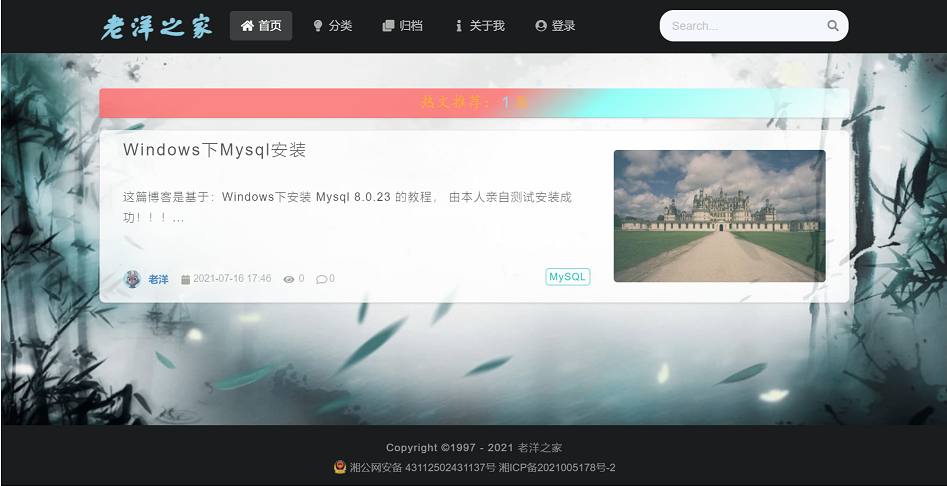 老洋之家 首页 分类 归档 关于我 登录 Search...
热文推荐：1 篇
Windows下Mysql安装
这篇博客是基于：Windows下安装 Mysql 8.0.23 的教程， 由本人亲自测试安装成
功！！！...
老洋 2021-07-16 17:46 0 0 MySQL
Copyright ©1997 - 2021 老洋之家
湘公网安备 43112502431137号 湘ICP备2021005178号-2